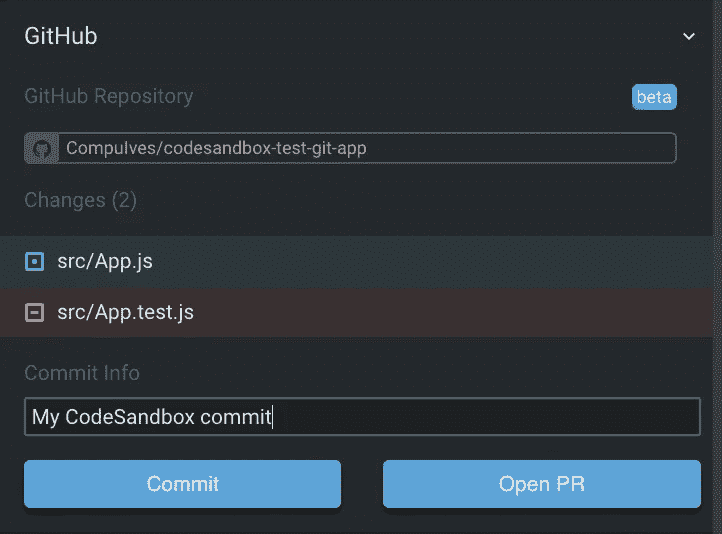 GitHub
GitHub Repository
beta
Compulves/codesandbox-test-git-app
Changes (2)
src/App.js
src/App.test.js
Commit Info
My CodeSandbox commit
Commit
Open PR